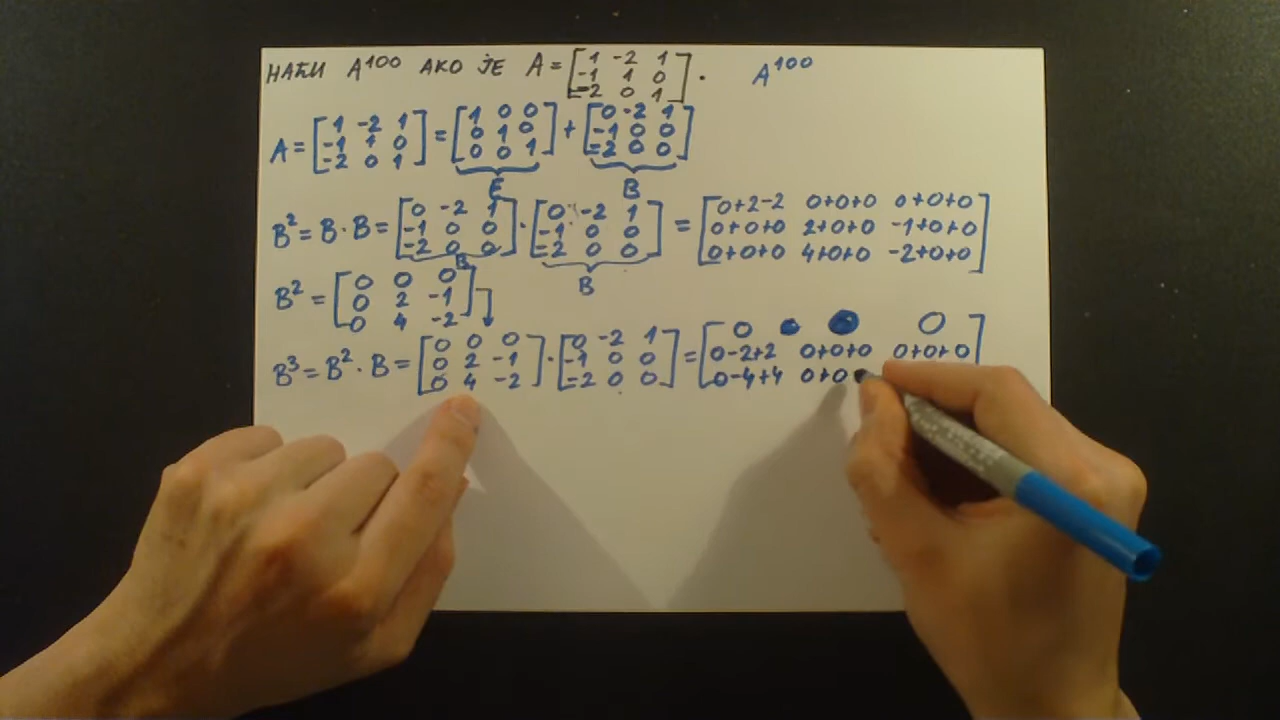 НАЋИ A¹⁰⁰ АКО ЈЕ A = [1 -2 1; -1 1 0; -2 0 1]. A¹⁰⁰
A = [1 -2 1; -1 1 0; -2 0 1] = [1 0 0; 0 1 0; 0 0 1] + [0 -2 1; -1 0 0; -2 0 0]
E B
B² = B · B = [0 -2 1; -1 0 0; -2 0 0] · [0 -2 1; -1 0 0; -2 0 0] = [0+2-2 0+0+0 0+0+0; 0+0+0 2+0+0 -1+0+0; 0+0+0 4+0+0 -2+0+0]
B B
B² = [0 0 0; 0 2 -1; 0 4 -2]
B³ = B² · B = [0 0 0; 0 2 -1; 0 4 -2] · [0 -2 1; -1 0 0; -2 0 0] = [0 0; 0-2+2 0+0+0 0+0+0; 0-4+4 0+0